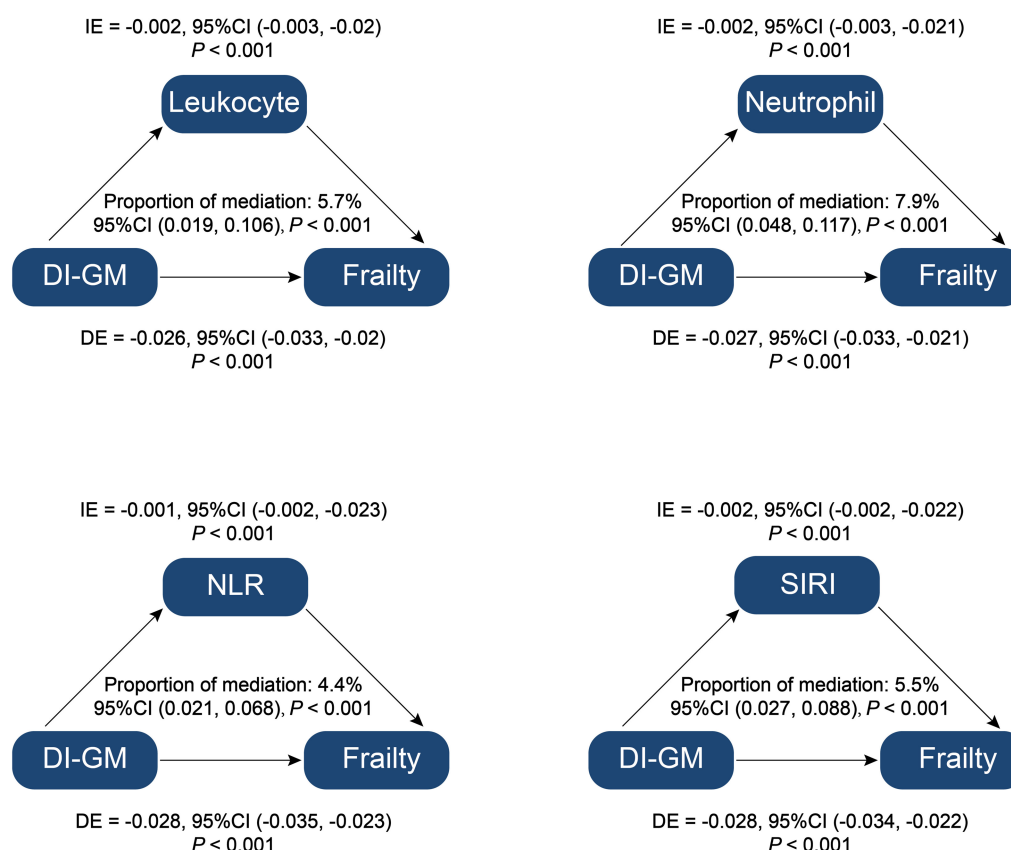 IE = -0.002, 95%CI (-0.003, -0.02)
P < 0.001
Leukocyte
Proportion of mediation: 5.7%
95%CI (0.019, 0.106), P < 0.001
DI-GM
Frailty
DE = -0.026, 95%CI (-0.033, -0.02)
P < 0.001
IE = -0.002, 95%CI (-0.003, -0.021)
P < 0.001
Neutrophil
Proportion of mediation: 7.9%
95%CI (0.048, 0.117), P < 0.001
DI-GM
Frailty
DE = -0.027, 95%CI (-0.033, -0.021)
P < 0.001
IE = -0.001, 95%CI (-0.002, -0.023)
P < 0.001
NLR
Proportion of mediation: 4.4%
95%CI (0.021, 0.068), P < 0.001
DI-GM
Frailty
DE = -0.028, 95%CI (-0.035, -0.023)
P < 0.001
IE = -0.002, 95%CI (-0.002, -0.022)
P < 0.001
SIRI
Proportion of mediation: 5.5%
95%CI (0.027, 0.088), P < 0.001
DI-GM
Frailty
DE = -0.028, 95%CI (-0.034, -0.022)
P < 0.001